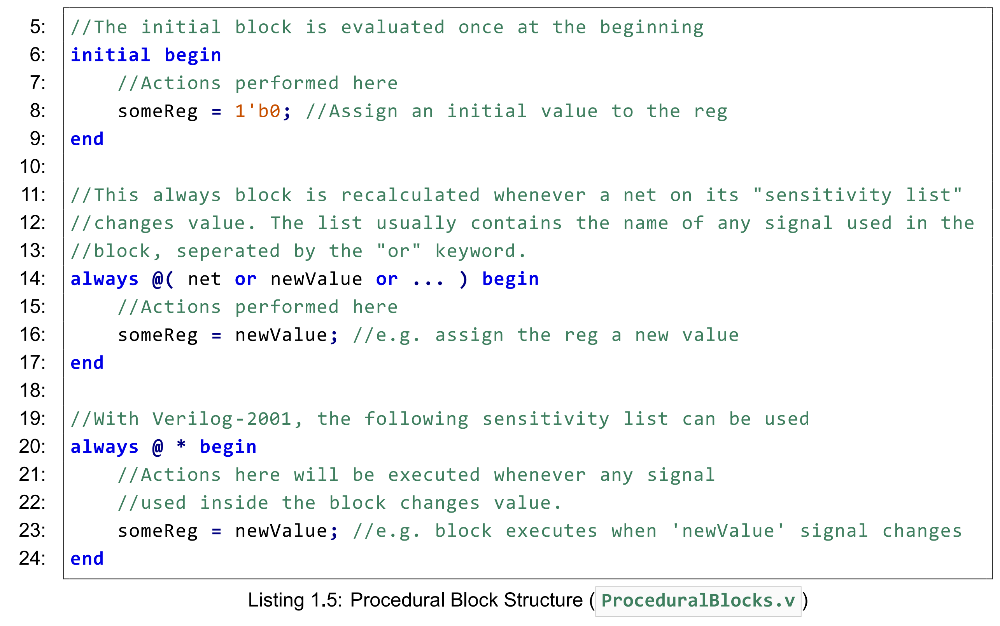 5: //The initial block is evaluated once at the beginning
6: initial begin
7:     //Actions performed here
8:     someReg = 1'b0; //Assign an initial value to the reg
9: end
10:
11: //This always block is recalculated whenever a net on its "sensitivity list"
12: //changes value. The list usually contains the name of any signal used in the
13: //block, seperated by the "or" keyword.
14: always @( net or newValue or ... ) begin
15:     //Actions performed here
16:     someReg = newValue; //e.g. assign the reg a new value
17: end
18:
19: //With Verilog-2001, the following sensitivity list can be used
20: always @ * begin
21:     //Actions here will be executed whenever any signal
22:     //used inside the block changes value.
23:     someReg = newValue; //e.g. block executes when 'newValue' signal changes
24: end
Listing 1.5: Procedural Block Structure ( ProceduralBlocks.v )